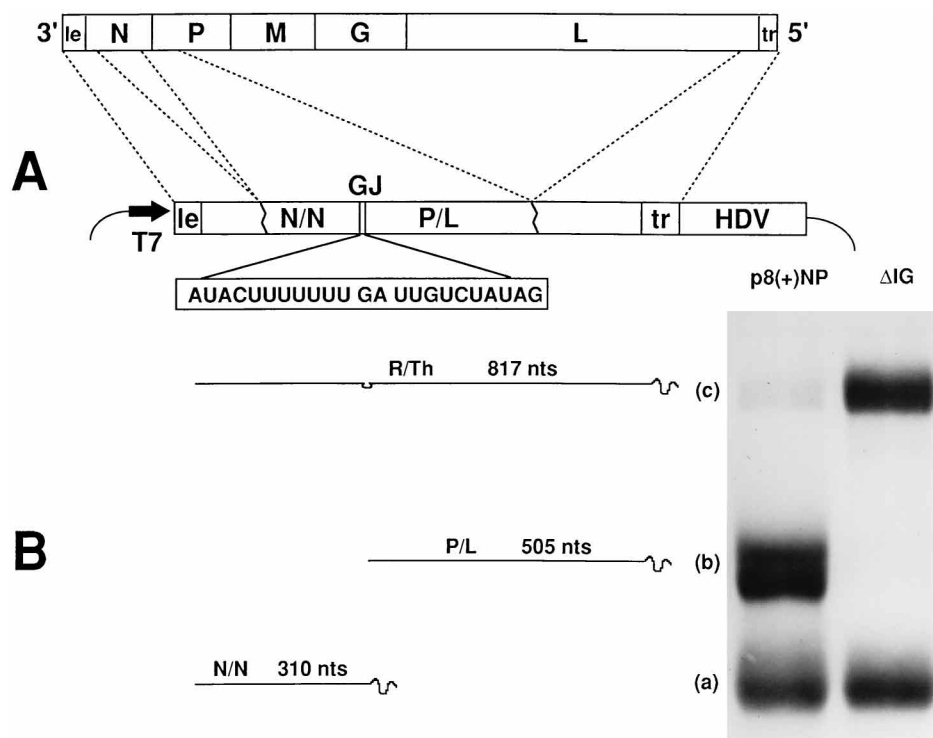 3' le N P M G L tr 5'
A
GJ
le N/N P/L tr HDV
T7
p8(+)NP ΔIG
AUACUUUUUUU GA UUGUCUAUAG
R/Th 817 nts (c)
B
P/L 505 nts (b)
N/N 310 nts (a)